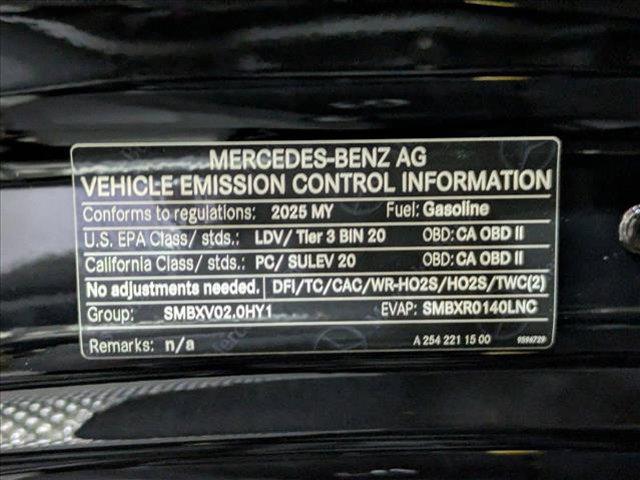 MERCEDES-BENZ AG
VEHICLE EMISSION CONTROL INFORMATION
Conforms to regulations: 2025 MY Fuel: Gasoline
U.S. EPA Class/ stds.: LDV/ Tier 3 BIN 20 OBD: CA OBD II
California Class/ stds.: PC/ SULEV 20 OBD: CA OBD II
No adjustments needed. DFI/TC/CAC/WR-HO2S/HO2S/TWC(2)
Group: SMBXV02.0HY1 EVAP: SMBXR0140LNC
Remarks: n/a A 254 221 15 00